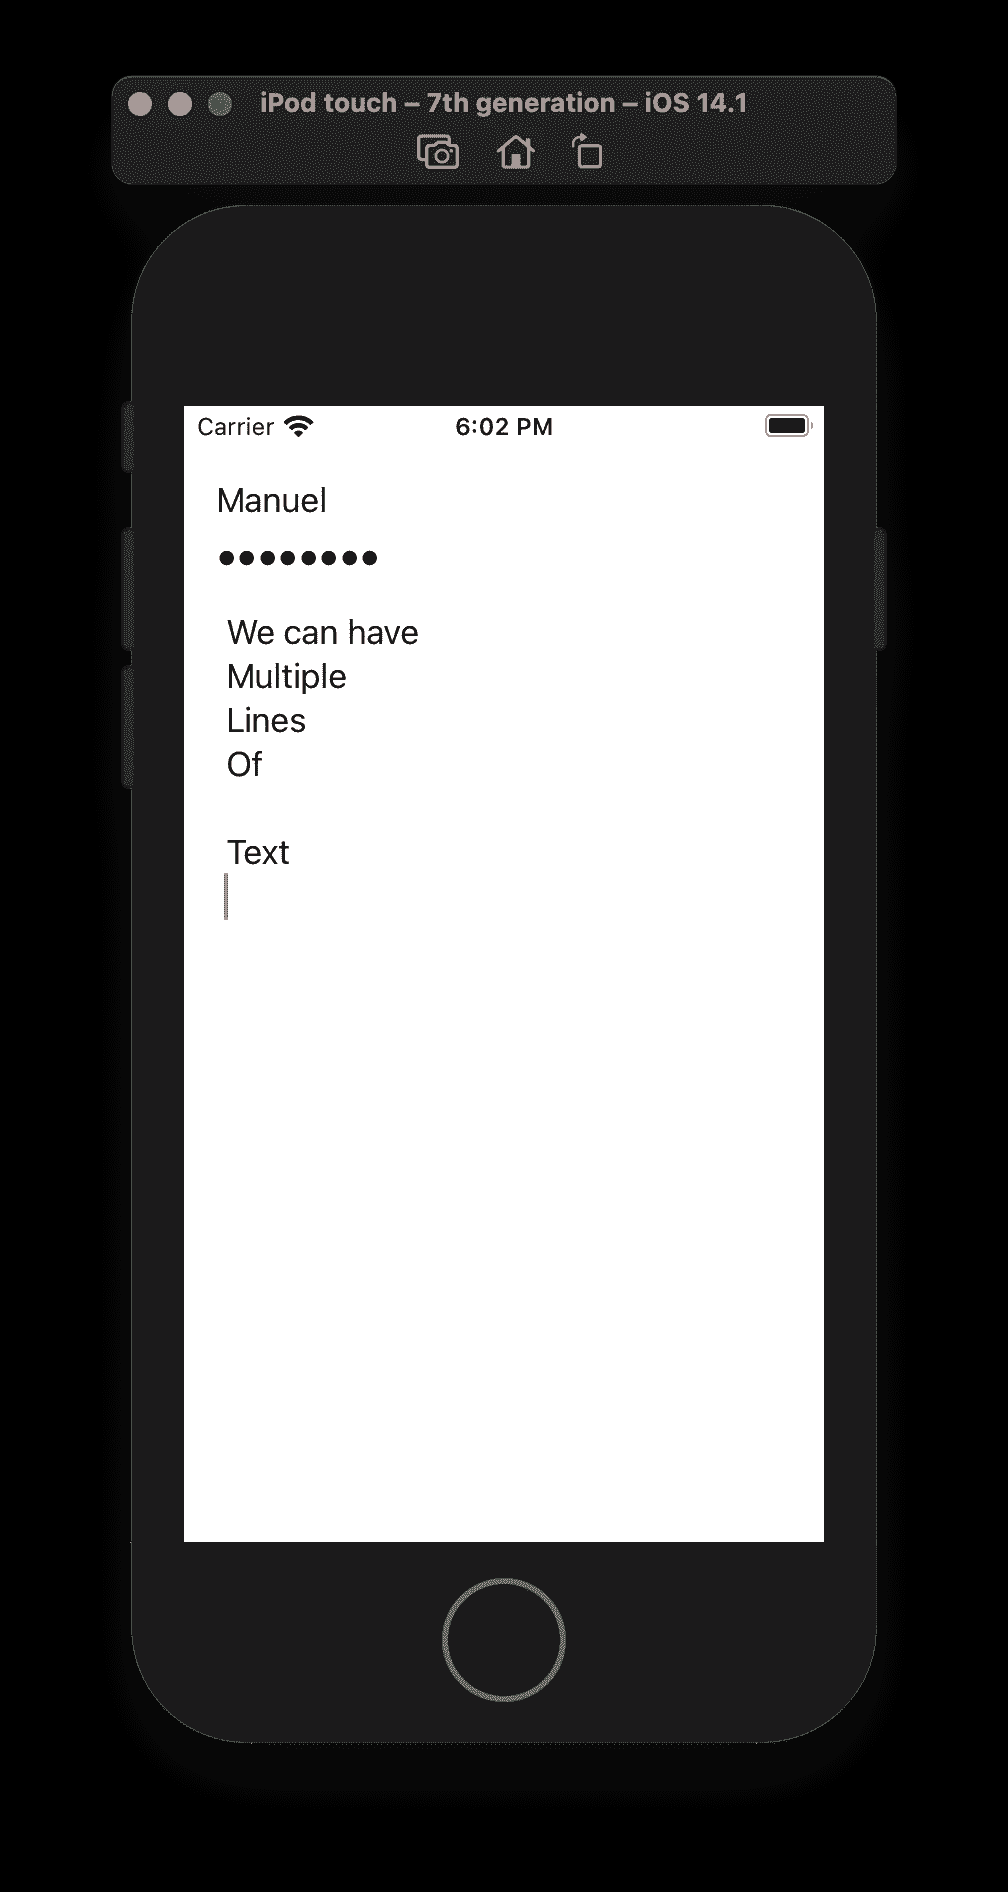 iPod touch – 7th generation – iOS 14.1
Carrier 6:02 PM
Manuel
••••••••
We can have
Multiple
Lines
Of
Text